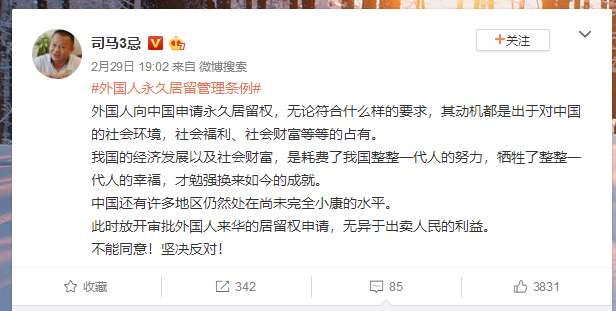 司马3忌
+关注
2月29日 19:02 来自 微博搜索
#外国人永久居留管理条例#
外国人向中国申请永久居留权，无论符合什么样的要求，其动机都是出于对中国
的社会环境，社会福利、社会财富等等的占有。
我国的经济发展以及社会财富，是耗费了我国整整一代人的努力，牺牲了整整一
代人的幸福，才勉强换来如今的成就。
中国还有许多地区仍然处在尚未完全小康的水平。
此时放开审批外国人来华的居留权申请，无异于出卖人民的利益。
不能同意！坚决反对！
收藏 342 85 3831